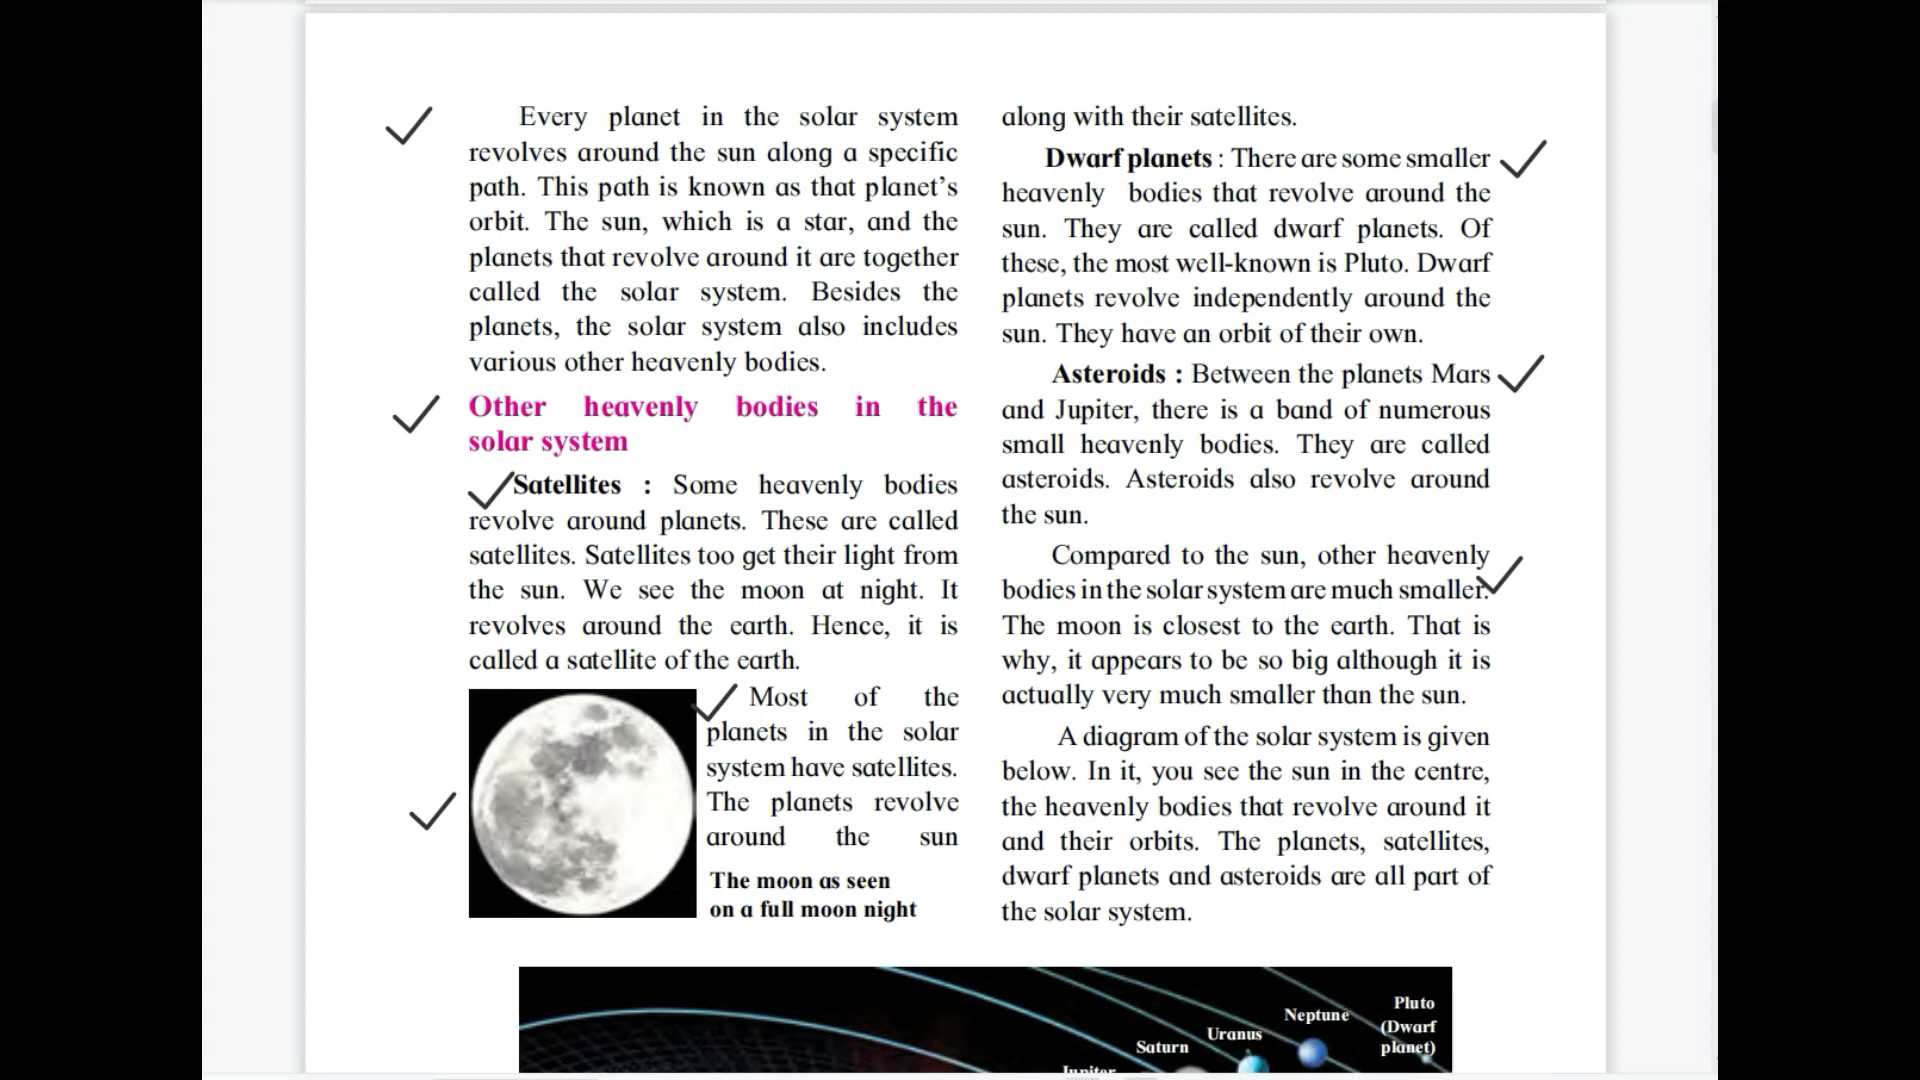 Every planet in the solar system
revolves around the sun along a specific
path. This path is known as that planet’s
orbit. The sun, which is a star, and the
planets that revolve around it are together
called the solar system. Besides the
planets, the solar system also includes
various other heavenly bodies.
Other heavenly bodies in the
solar system
Satellites : Some heavenly bodies
revolve around planets. These are called
satellites. Satellites too get their light from
the sun. We see the moon at night. It
revolves around the earth. Hence, it is
called a satellite of the earth.
Most of the
planets in the solar
system have satellites.
The planets revolve
around the sun
The moon as seen
on a full moon night
along with their satellites.
Dwarf planets : There are some smaller
heavenly bodies that revolve around the
sun. They are called dwarf planets. Of
these, the most well-known is Pluto. Dwarf
planets revolve independently around the
sun. They have an orbit of their own.
Asteroids : Between the planets Mars
and Jupiter, there is a band of numerous
small heavenly bodies. They are called
asteroids. Asteroids also revolve around
the sun.
Compared to the sun, other heavenly
bodies in the solar system are much smaller.
The moon is closest to the earth. That is
why, it appears to be so big although it is
actually very much smaller than the sun.
A diagram of the solar system is given
below. In it, you see the sun in the centre,
the heavenly bodies that revolve around it
and their orbits. The planets, satellites,
dwarf planets and asteroids are all part of
the solar system.
Pluto
(Dwarf
planet)
Neptune
Uranus
Saturn
Jupiter